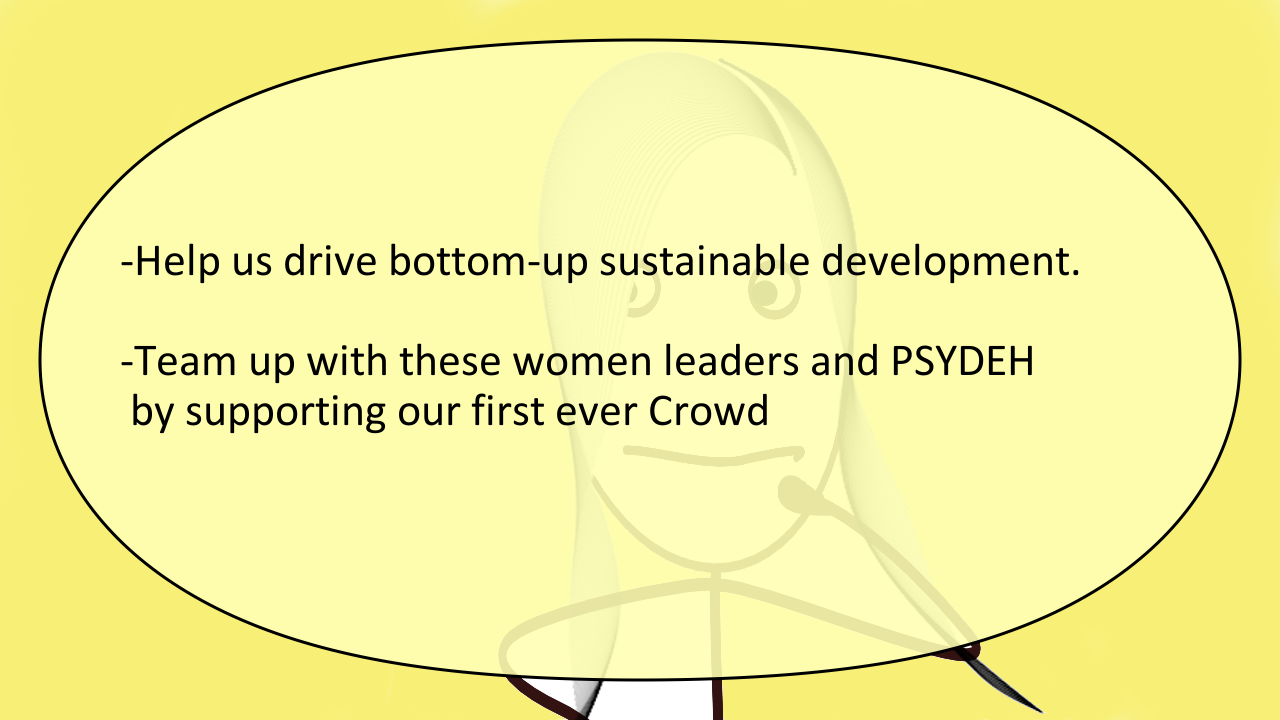 -Help us drive bottom-up sustainable development.
-Team up with these women leaders and PSYDEH
by supporting our first ever Crowd